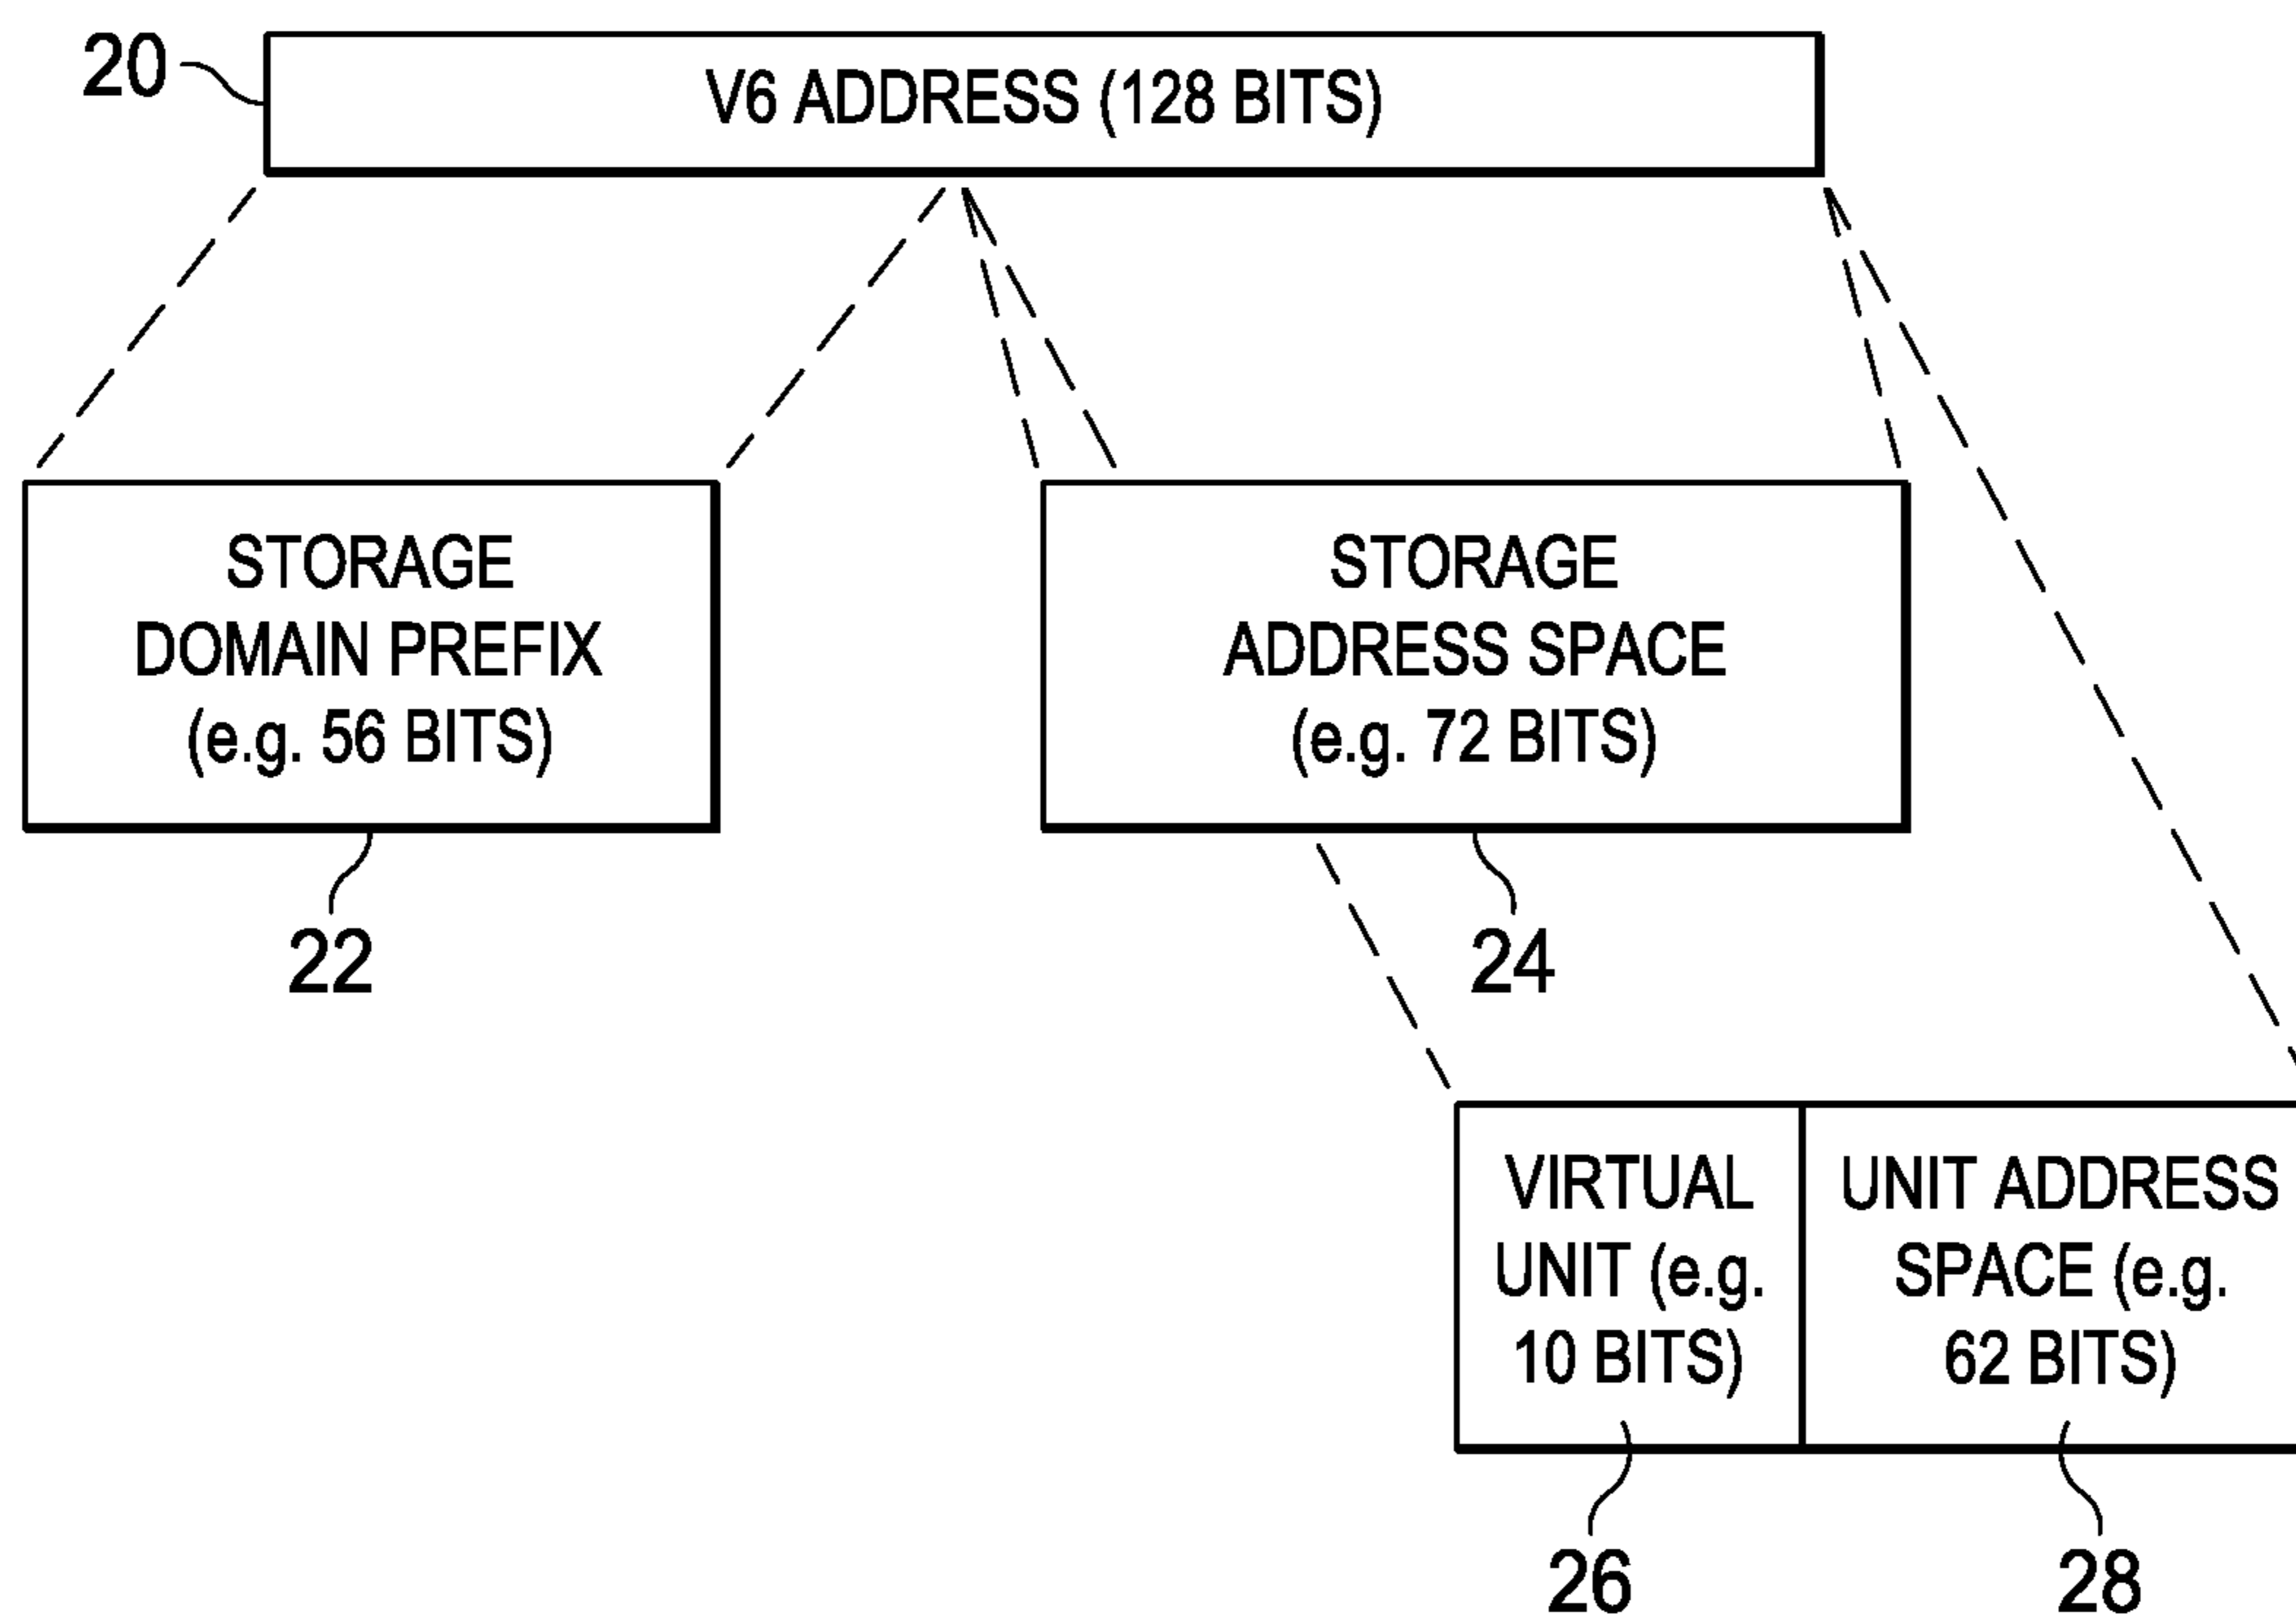 20
V6 ADDRESS (128 BITS)
STORAGE
DOMAIN PREFIX
(e.g. 56 BITS)
22
STORAGE
ADDRESS SPACE
(e.g. 72 BITS)
24
VIRTUAL
UNIT (e.g.
10 BITS)
26
UNIT ADDRESS
SPACE (e.g.
62 BITS)
28